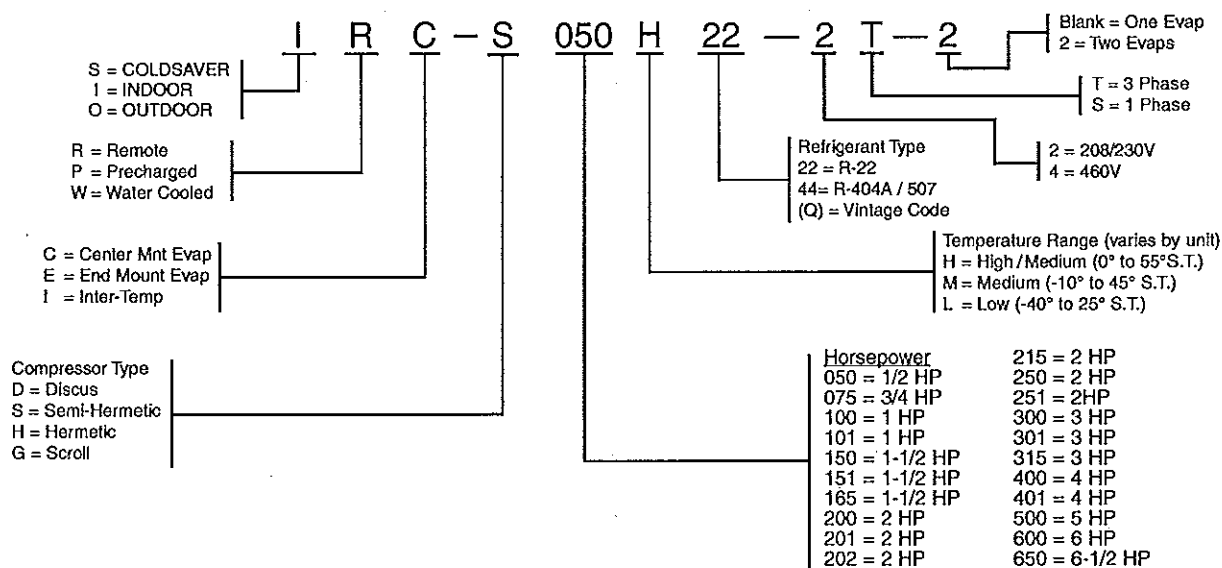 I R C – S 050 H 22 – 2 T – 2
Blank = One Evap
2 = Two Evaps
S = COLDSAVER
I = INDOOR
O = OUTDOOR
T = 3 Phase
S = 1 Phase
R = Remote
P = Precharged
W = Water Cooled
Refrigerant Type
22 = R-22
44= R-404A / 507
(Q) = Vintage Code
2 = 208/230V
4 = 460V
C = Center Mnt Evap
E = End Mount Evap
I = Inter-Temp
Temperature Range (varies by unit)
H = High / Medium (0° to 55° S.T.)
M = Medium (-10° to 45° S.T.)
L = Low (-40° to 25° S.T.)
Compressor Type
D = Discus
S = Semi-Hermetic
H = Hermetic
G = Scroll
Horsepower
050 = 1/2 HP
075 = 3/4 HP
100 = 1 HP
101 = 1 HP
150 = 1-1/2 HP
151 = 1-1/2 HP
165 = 1-1/2 HP
200 = 2 HP
201 = 2 HP
202 = 2 HP
215 = 2 HP
250 = 2 HP
251 = 2HP
300 = 3 HP
301 = 3 HP
315 = 3 HP
400 = 4 HP
401 = 4 HP
500 = 5 HP
600 = 6 HP
650 = 6-1/2 HP